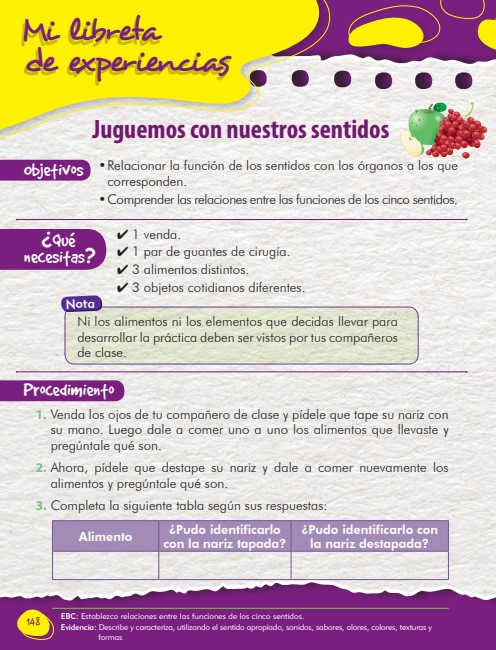 Mi libreta
de experiencias
Juguemos con nuestros sentidos
objetivos
• Relacionar la función de los sentidos con los órganos a los que
corresponden.
• Comprender las relaciones entre las funciones de los cinco sentidos.
¿Qué
necesitas?
✔ 1 venda.
✔ 1 par de guantes de cirugía.
✔ 3 alimentos distintos.
✔ 3 objetos cotidianos diferentes.
Nota
Ni los alimentos ni los elementos que decidas llevar para
desarrollar la práctica deben ser vistos por tus compañeros
de clase.
Procedimiento
1. Venda los ojos de tu compañero de clase y pídele que tape su nariz con
su mano. Luego dale a comer uno a uno los alimentos que llevaste y
pregúntale qué son.
2. Ahora, pídele que destape su nariz y dale a comer nuevamente los
alimentos y pregúntale qué son.
3. Completa la siguiente tabla según sus respuestas:
Alimento
¿Pudo identificarlo
con la nariz tapada?
¿Pudo identificarlo con
la nariz destapada?
148
EBC: Establezco relaciones entre las funciones de los cinco sentidos.
Evidencia: Describe y caracteriza, utilizando el sentido apropiado, sonidos, sabores, olores, colores, texturas y
formas